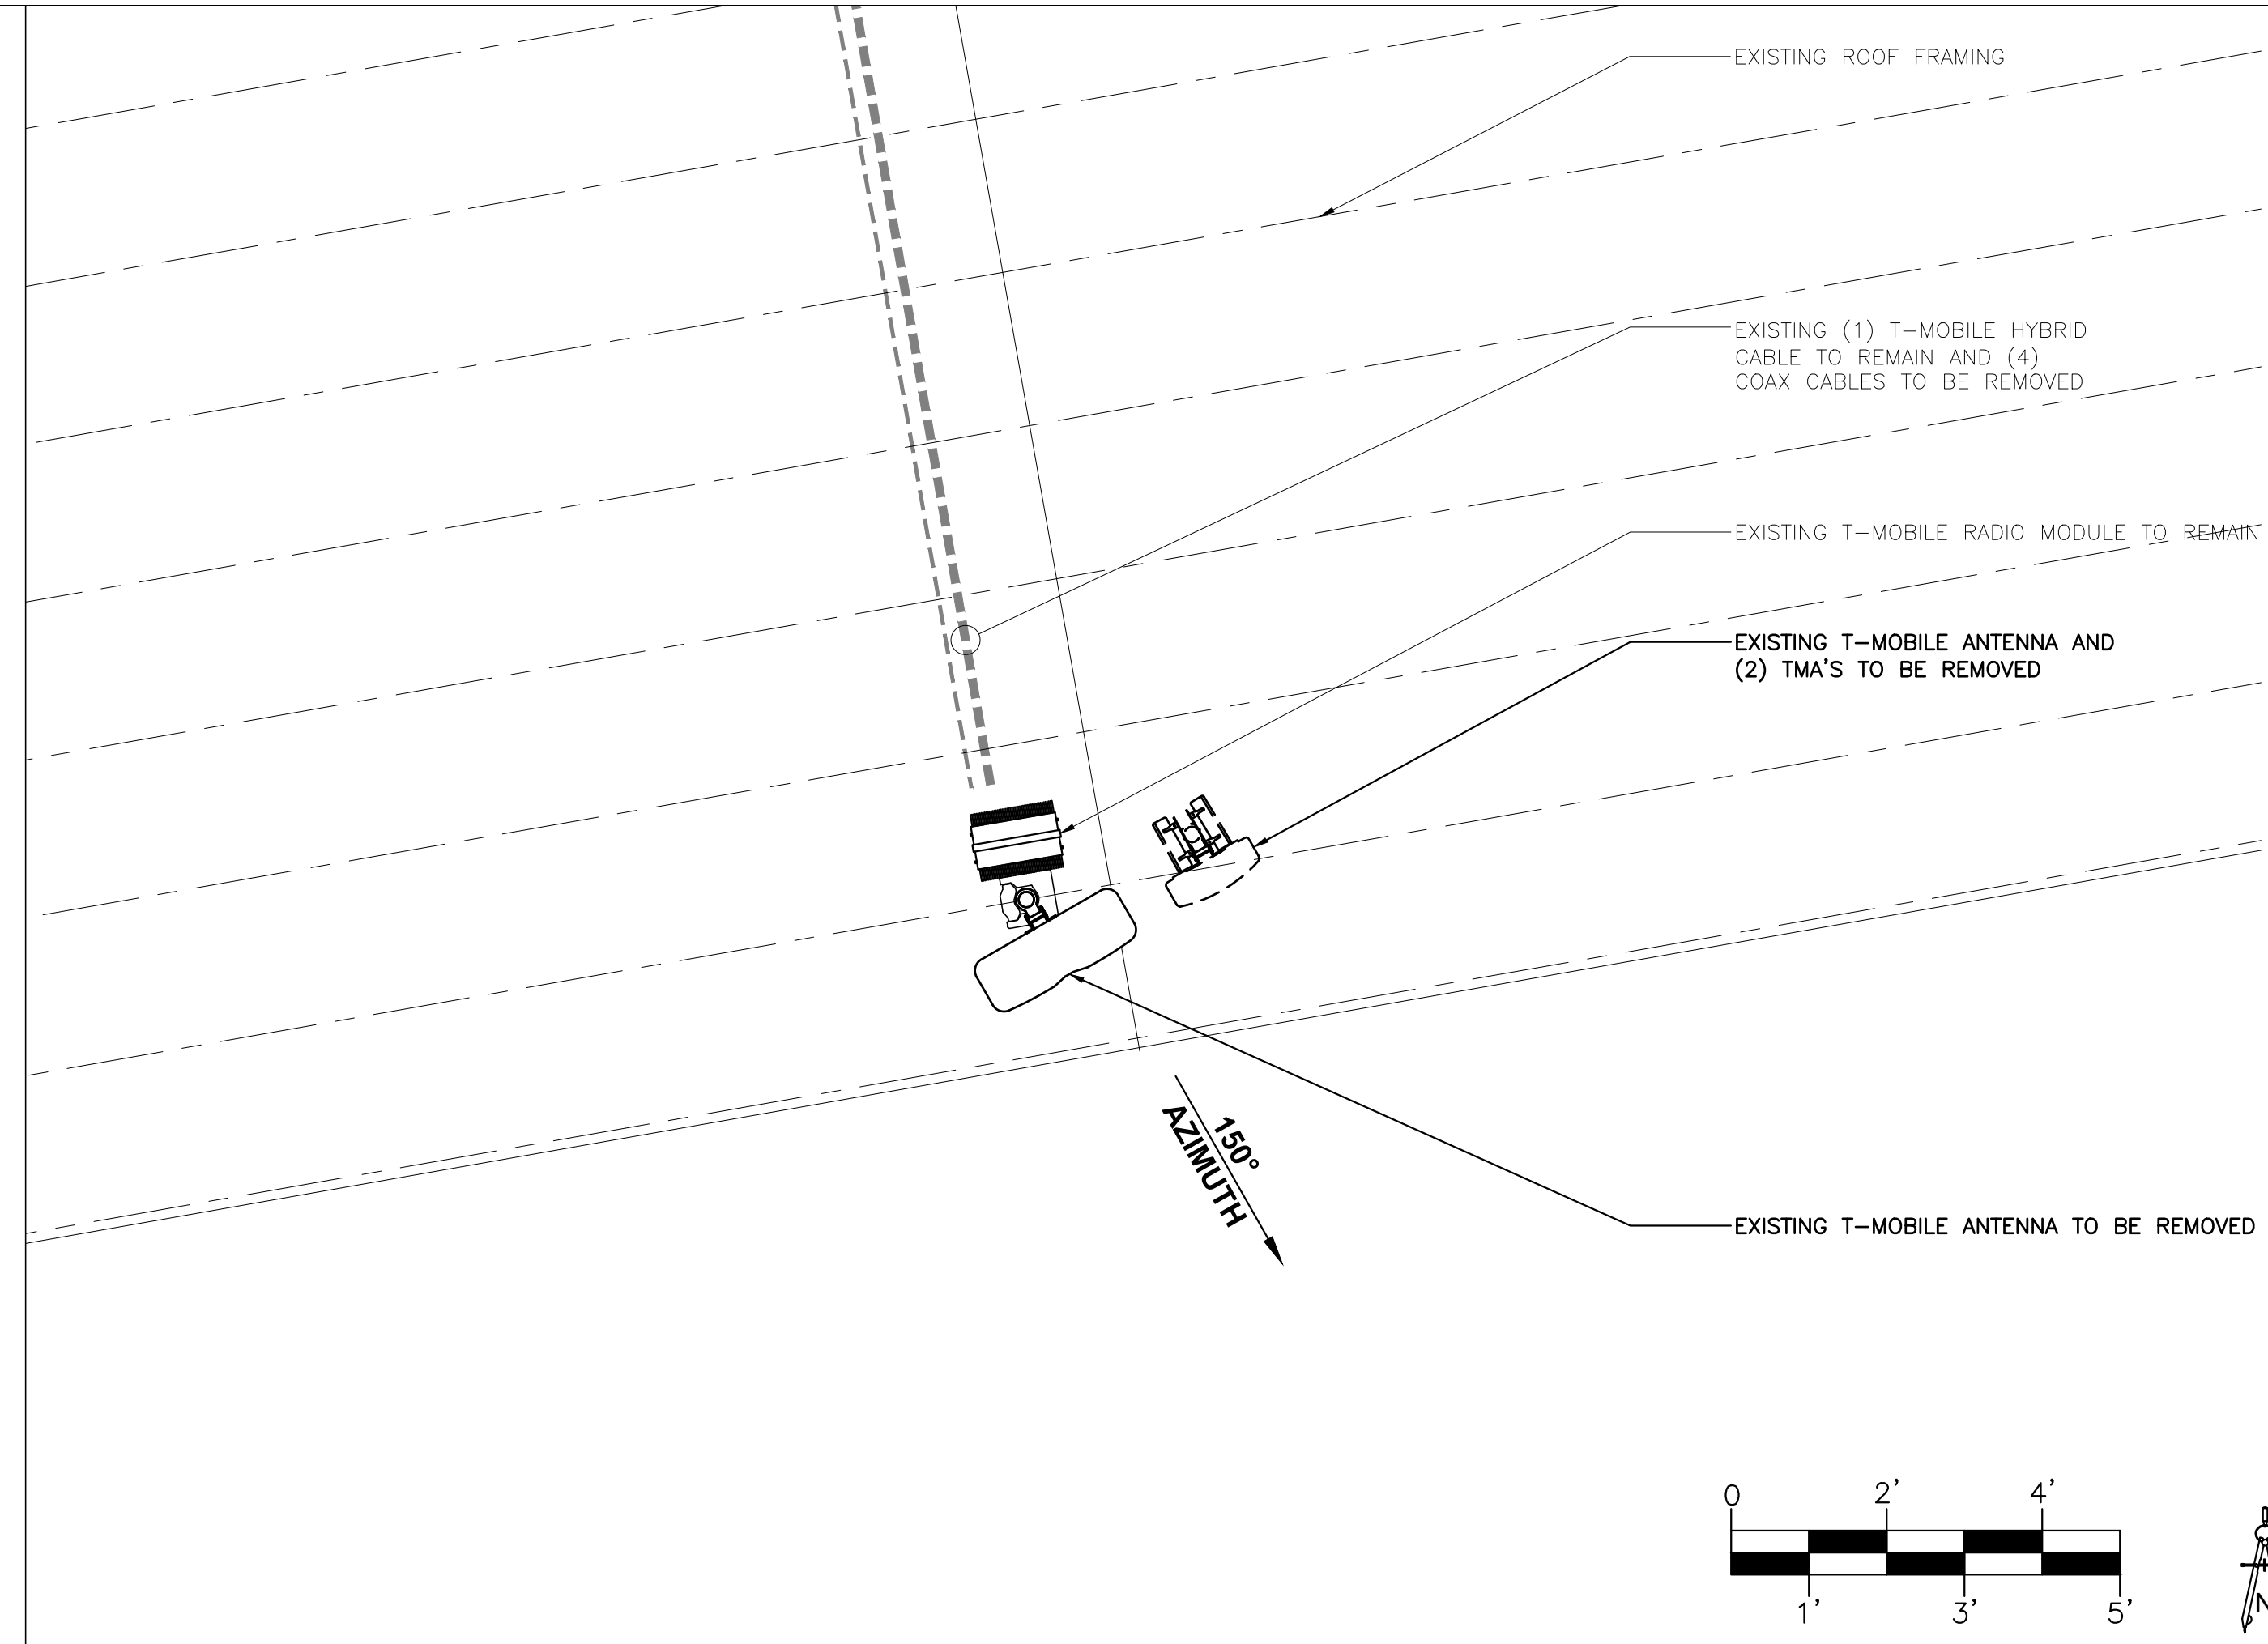 EXISTING ROOF FRAMING
EXISTING (1) T-MOBILE HYBRID
CABLE TO REMAIN AND (4)
COAX CABLES TO BE REMOVED
EXISTING T-MOBILE RADIO MODULE TO REMAIN
EXISTING T-MOBILE ANTENNA AND
(2) TMA'S TO BE REMOVED
150°
AZIMUTH
EXISTING T-MOBILE ANTENNA TO BE REMOVED
0 2' 4'
1' 3' 5'
N